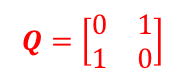 Q = [0 1
1 0]